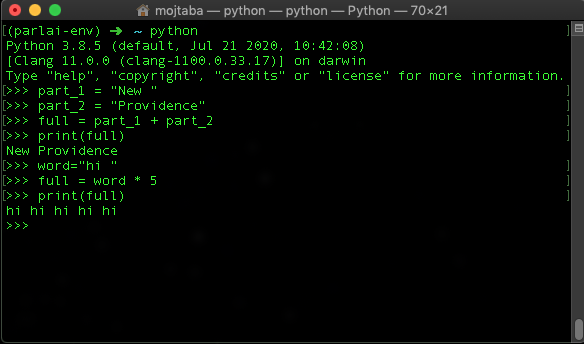 mojtaba — python — python — Python — 70×21
(parlai-env) ➜  ~ python
Python 3.8.5 (default, Jul 21 2020, 10:42:08)
[Clang 11.0.0 (clang-1100.0.33.17)] on darwin
Type "help", "copyright", "credits" or "license" for more information.
>>> part_1 = "New "
>>> part_2 = "Providence"
>>> full = part_1 + part_2
>>> print(full)
New Providence
>>> word="hi "
>>> full = word * 5
>>> print(full)
hi hi hi hi hi
>>>